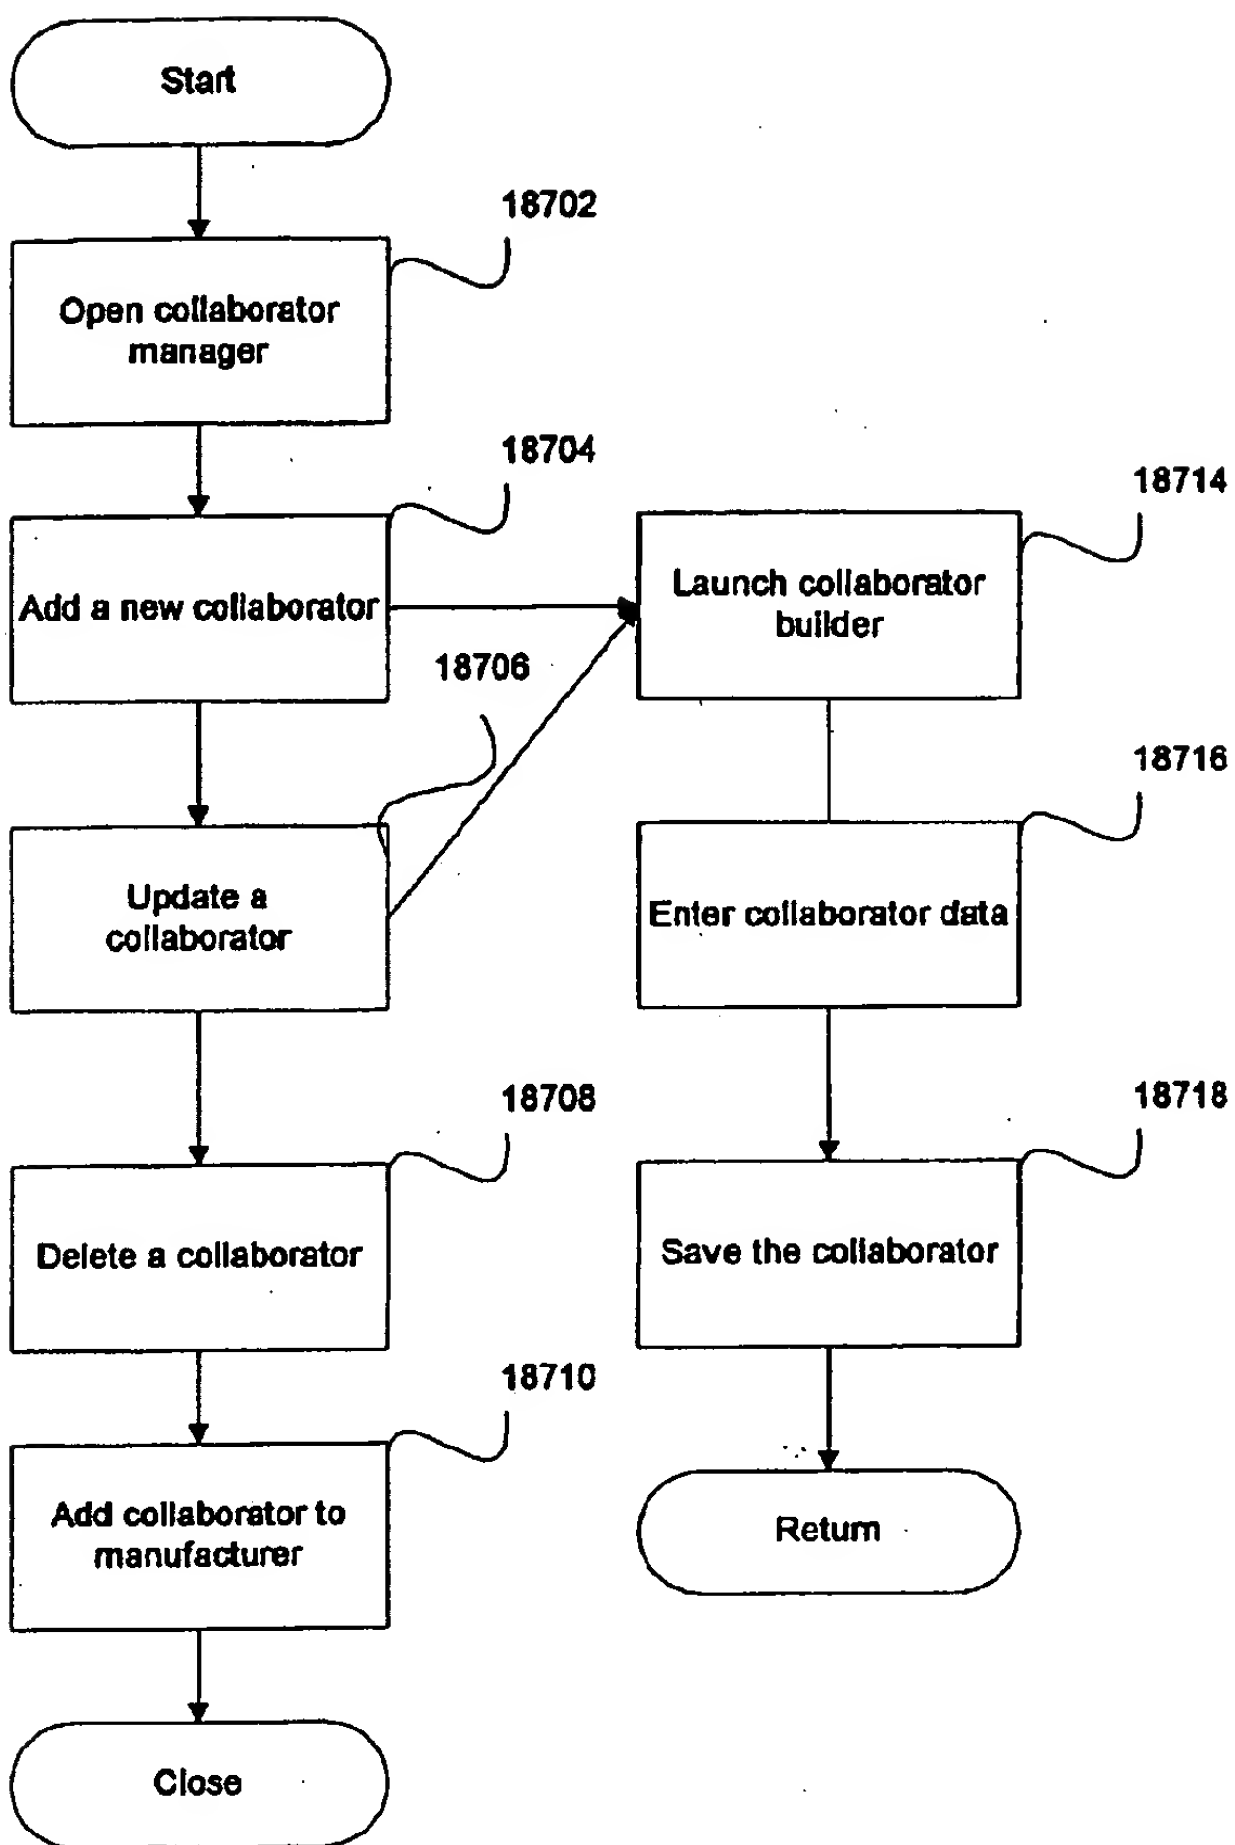 Start
18702
Open collaborator
manager
18704
Add a new collaborator
18706
Update a
collaborator
18708
Delete a collaborator
18710
Add collaborator to
manufacturer
Close
18714
Launch collaborator
builder
18716
Enter collaborator data
18718
Save the collaborator
Return